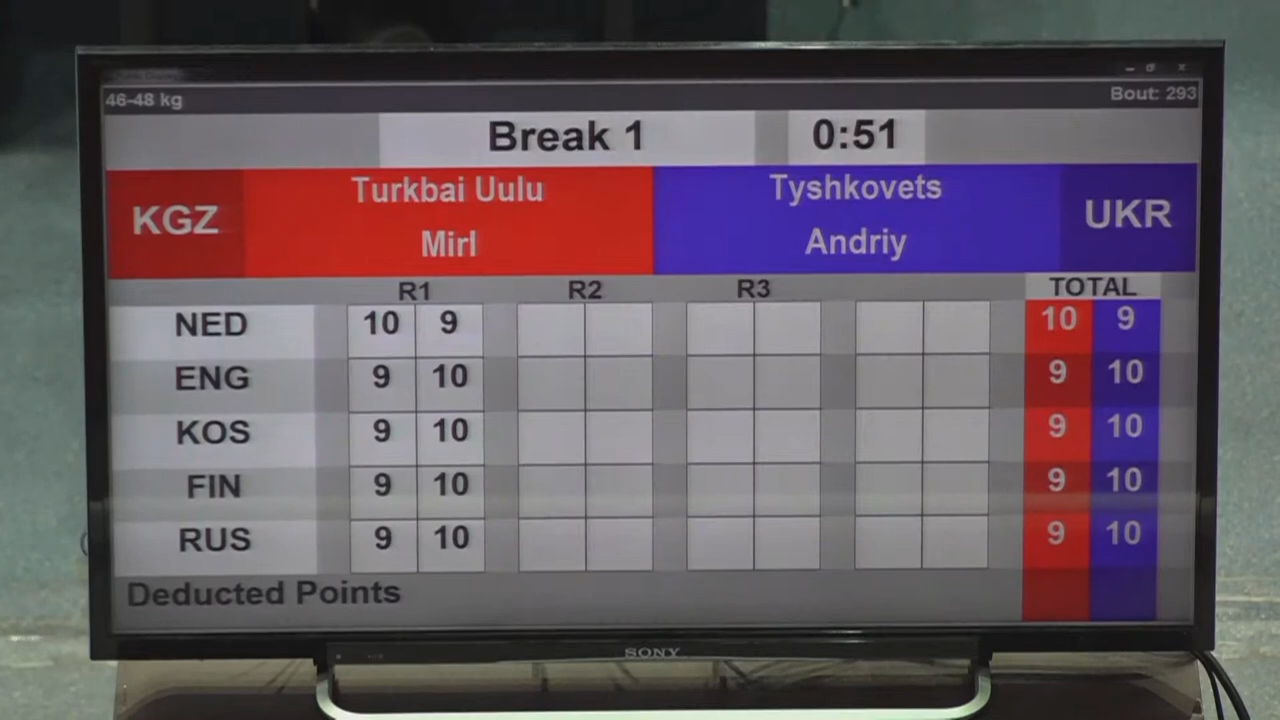 46-48 kg Bout: 293
Break 1 0:51
KGZ Turkbai Uulu Mirl Tyshkovets Andriy UKR
R1 R2 R3 TOTAL
NED 10 9 10 9
ENG 9 10 9 10
KOS 9 10 9 10
FIN 9 10 9 10
RUS 9 10 9 10
Deducted Points
SONY